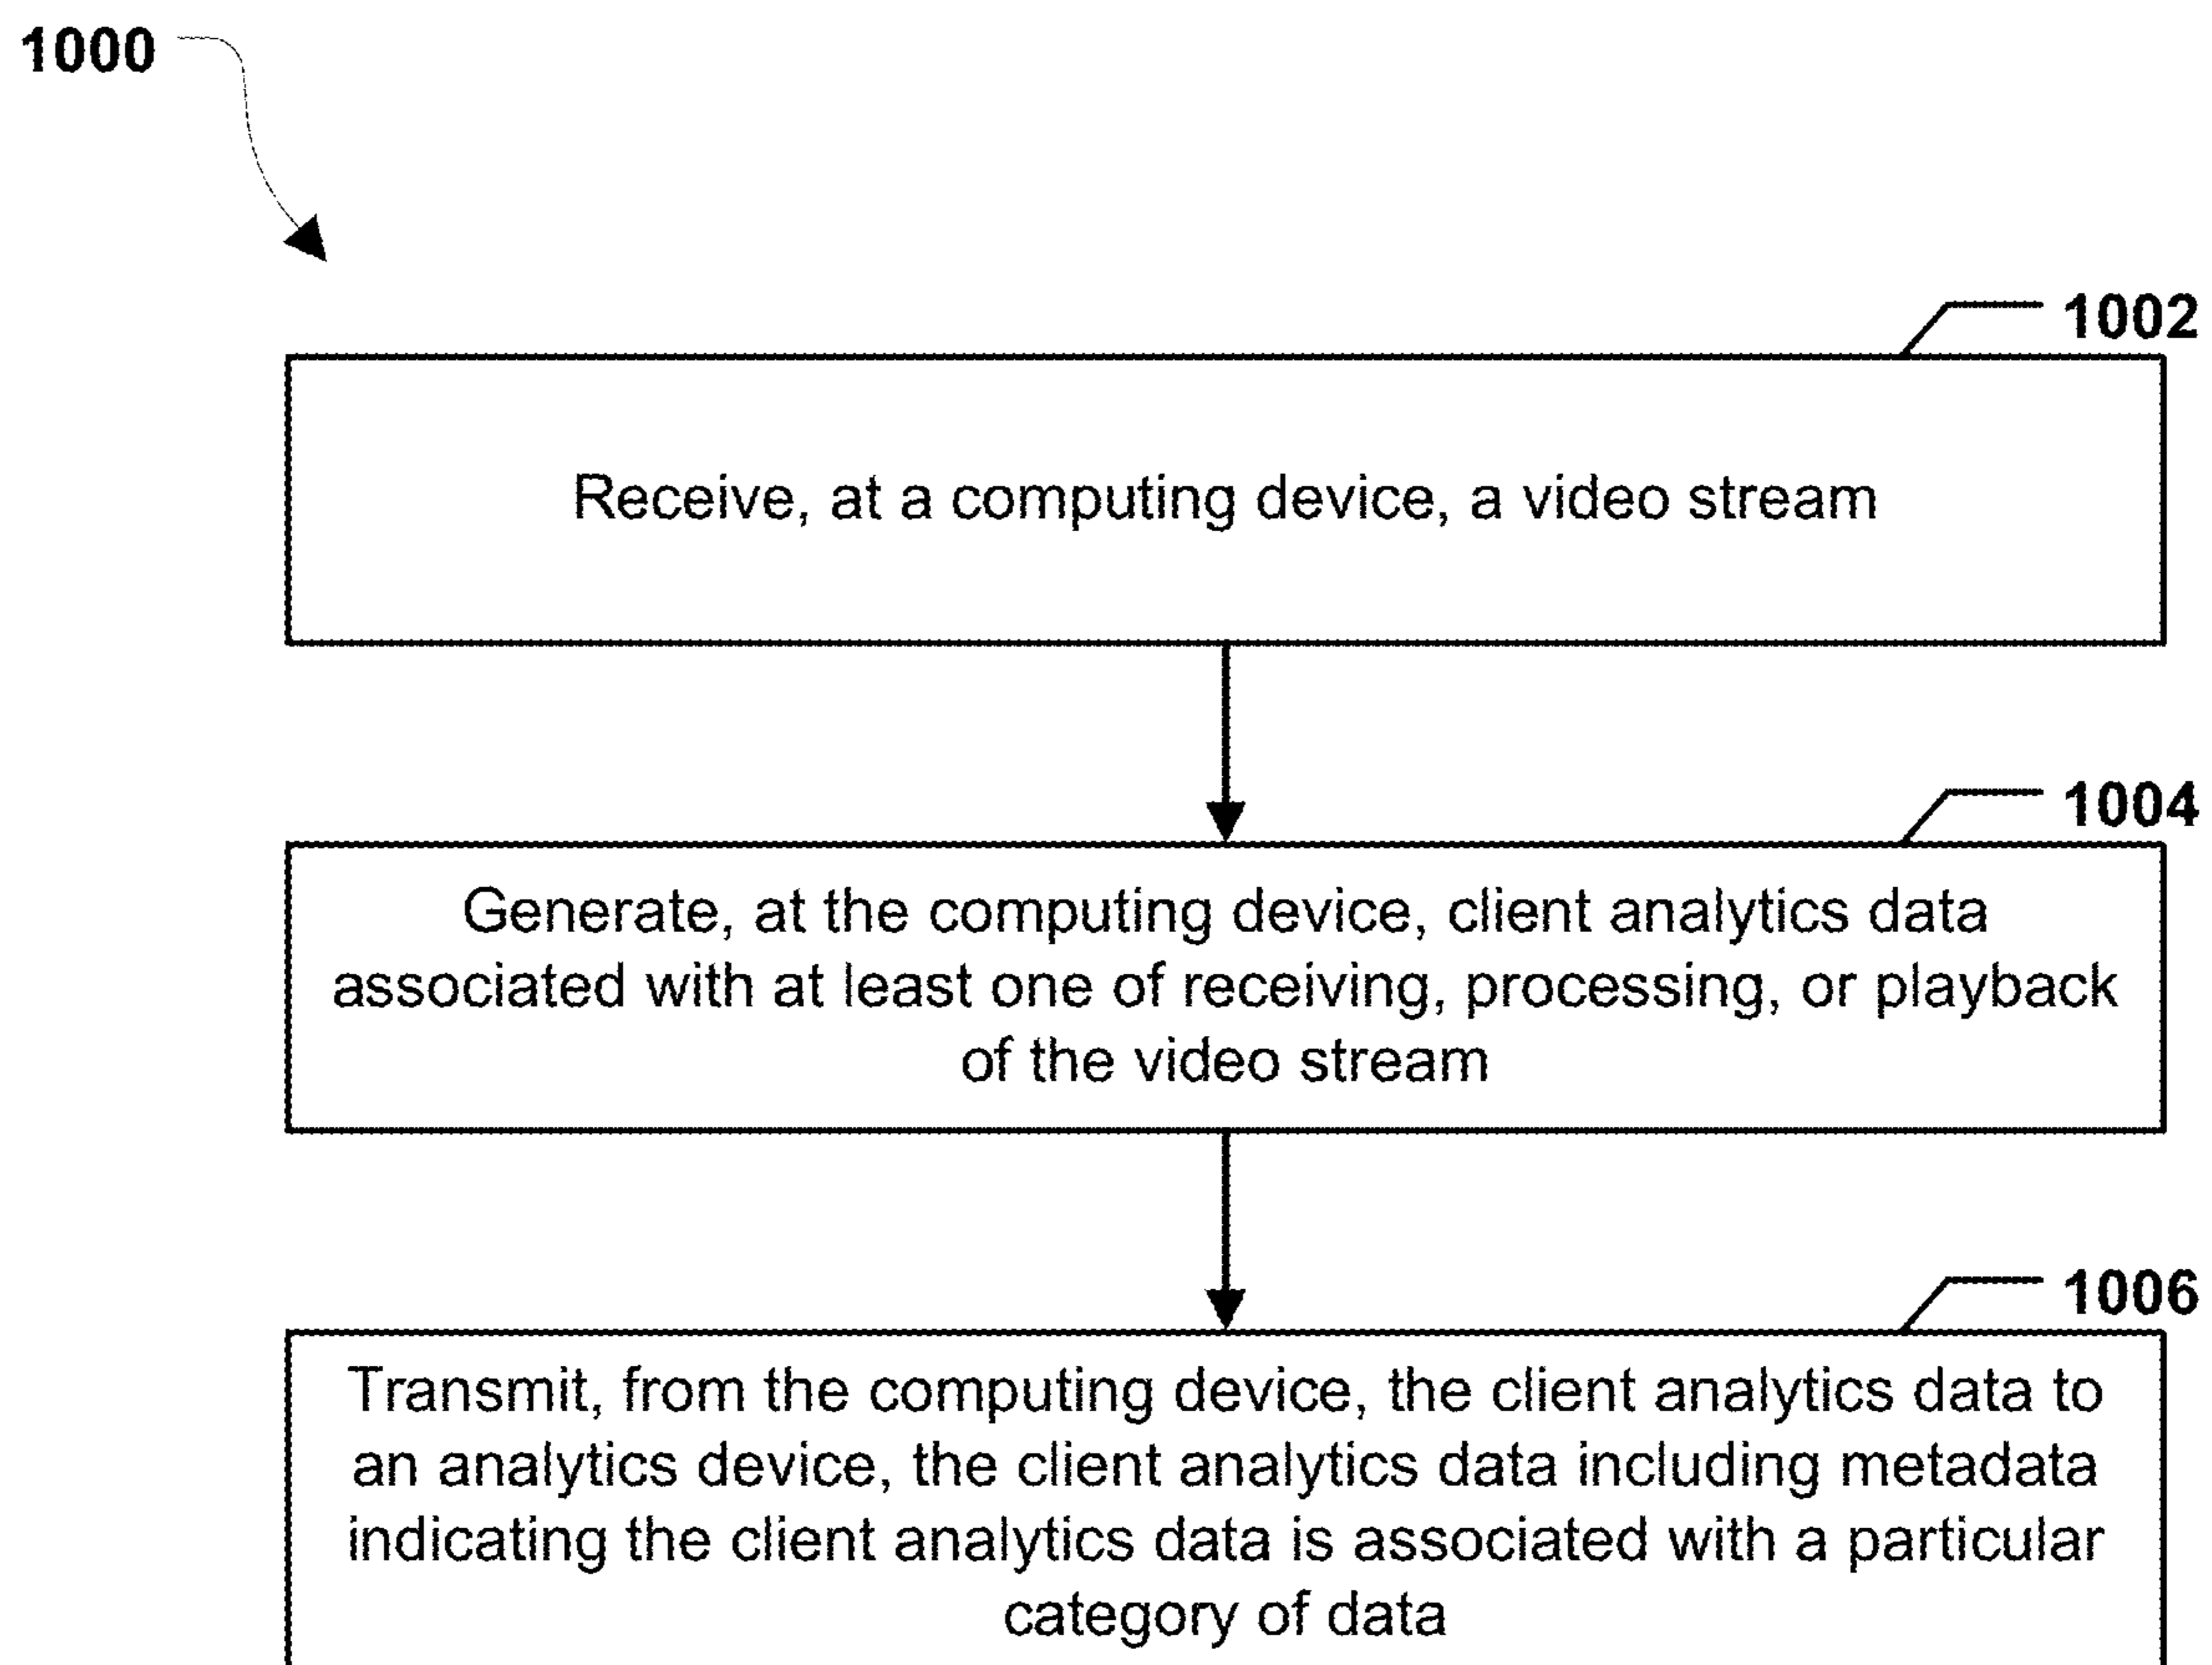 1000
1002
Receive, at a computing device, a video stream
1004
Generate, at the computing device, client analytics data
associated with at least one of receiving, processing, or playback
of the video stream
1006
Transmit, from the computing device, the client analytics data to
an analytics device, the client analytics data including metadata
indicating the client analytics data is associated with a particular
category of data